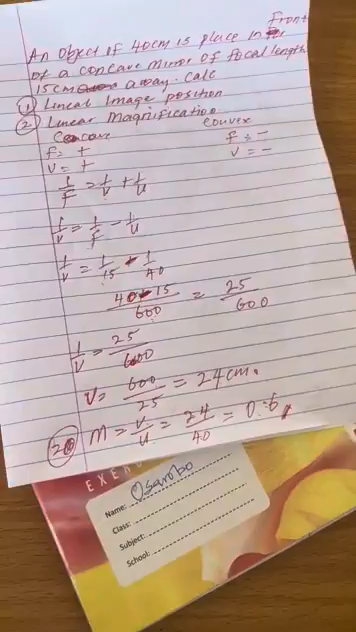 Front
An object of 40cm is place in
of a concave mirror of focal length
15cm away. calc
① Lineal Image position
② Linear Magnification
Concave Convex
F = + F = -
V = + V = -
1/F = 1/V + 1/U
1/V = 1/F - 1/U
1/V = 1/15 - 1/40
40-15/600 = 25/600
1/V = 25/600
V = 600/25 = 24cm.
② M = V/U = 24/40 = 0.6
EXER
Name: Osarobo
Class:
Subject:
School: